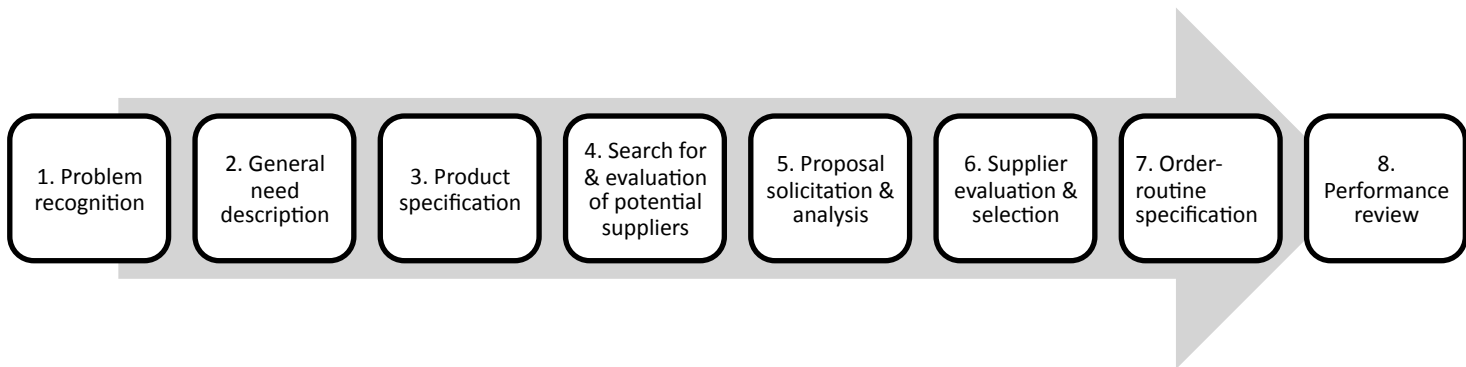 1. Problem
recognition
2. General
need
description
3. Product
specification
4. Search for
& evaluation
of potential
suppliers
5. Proposal
solicitation &
analysis
6. Supplier
evaluation &
selection
7. Order-
routine
specification
8.
Performance
review